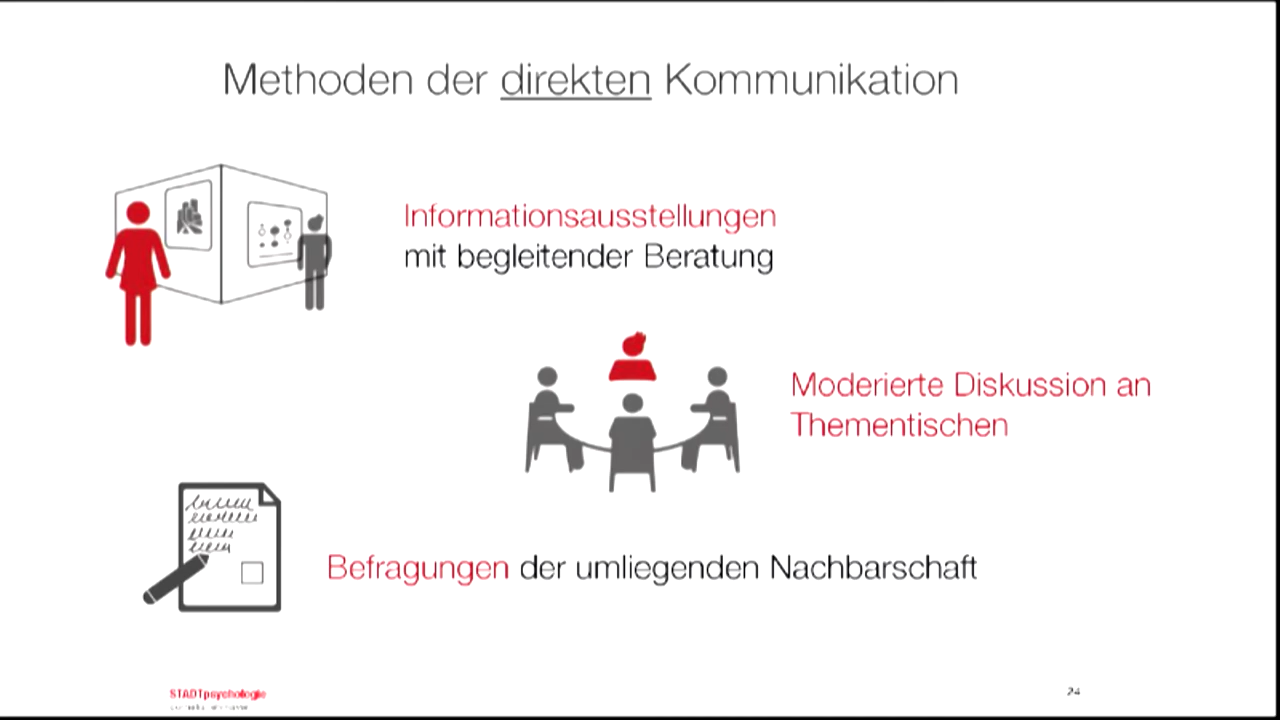 Methoden der direkten Kommunikation
Informationsausstellungen
mit begleitender Beratung
Moderierte Diskussion an
Thementischen
Befragungen der umliegenden Nachbarschaft
STADTpsychologie
24